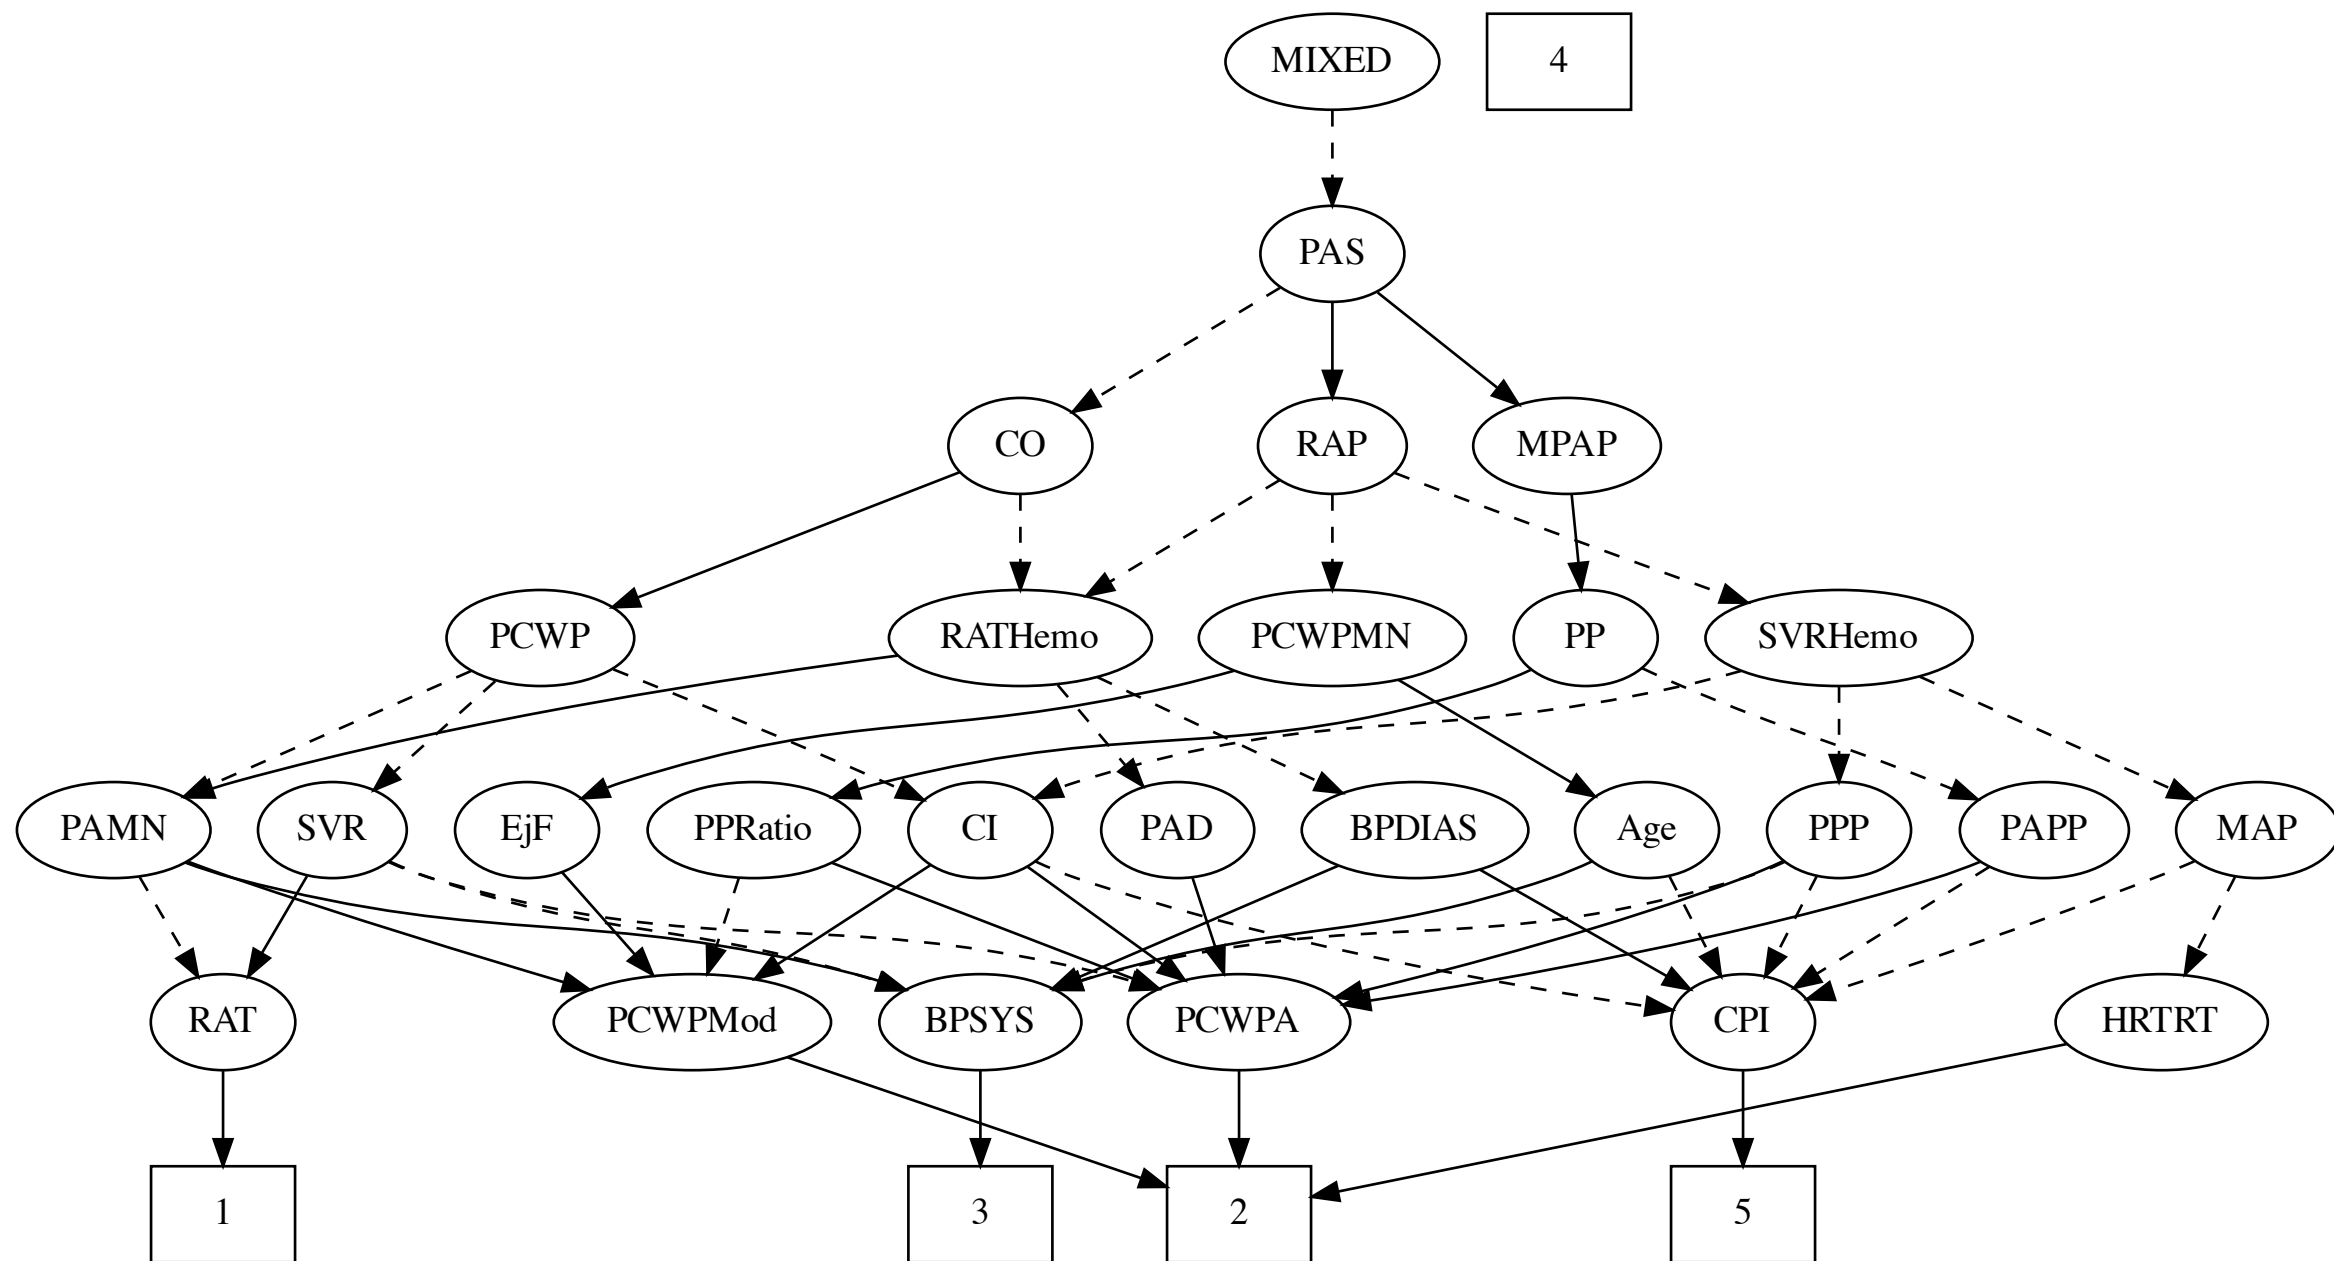 MIXED
4
PAS
CO
RAP
MPAP
PCWP
RATHemo
PCWPMN
PP
SVRHemo
PAMN
SVR
EjF
PPRatio
CI
PAD
BPDIAS
Age
PPP
PAPP
MAP
RAT
PCWPMod
BPSYS
PCWPA
CPI
HRTRT
1
3
2
5